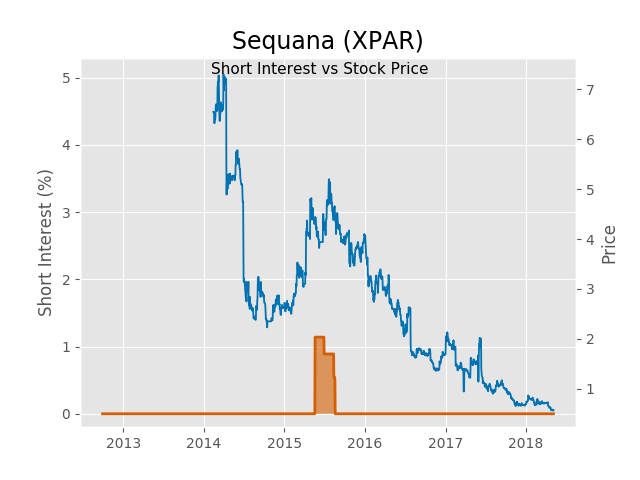 Sequana (XPAR)
Short Interest vs Stock Price
Short Interest (%)
5
4
3
2
1
0
7
6
5
4
3
2
1
Price
2013 2014 2015 2016 2017 2018